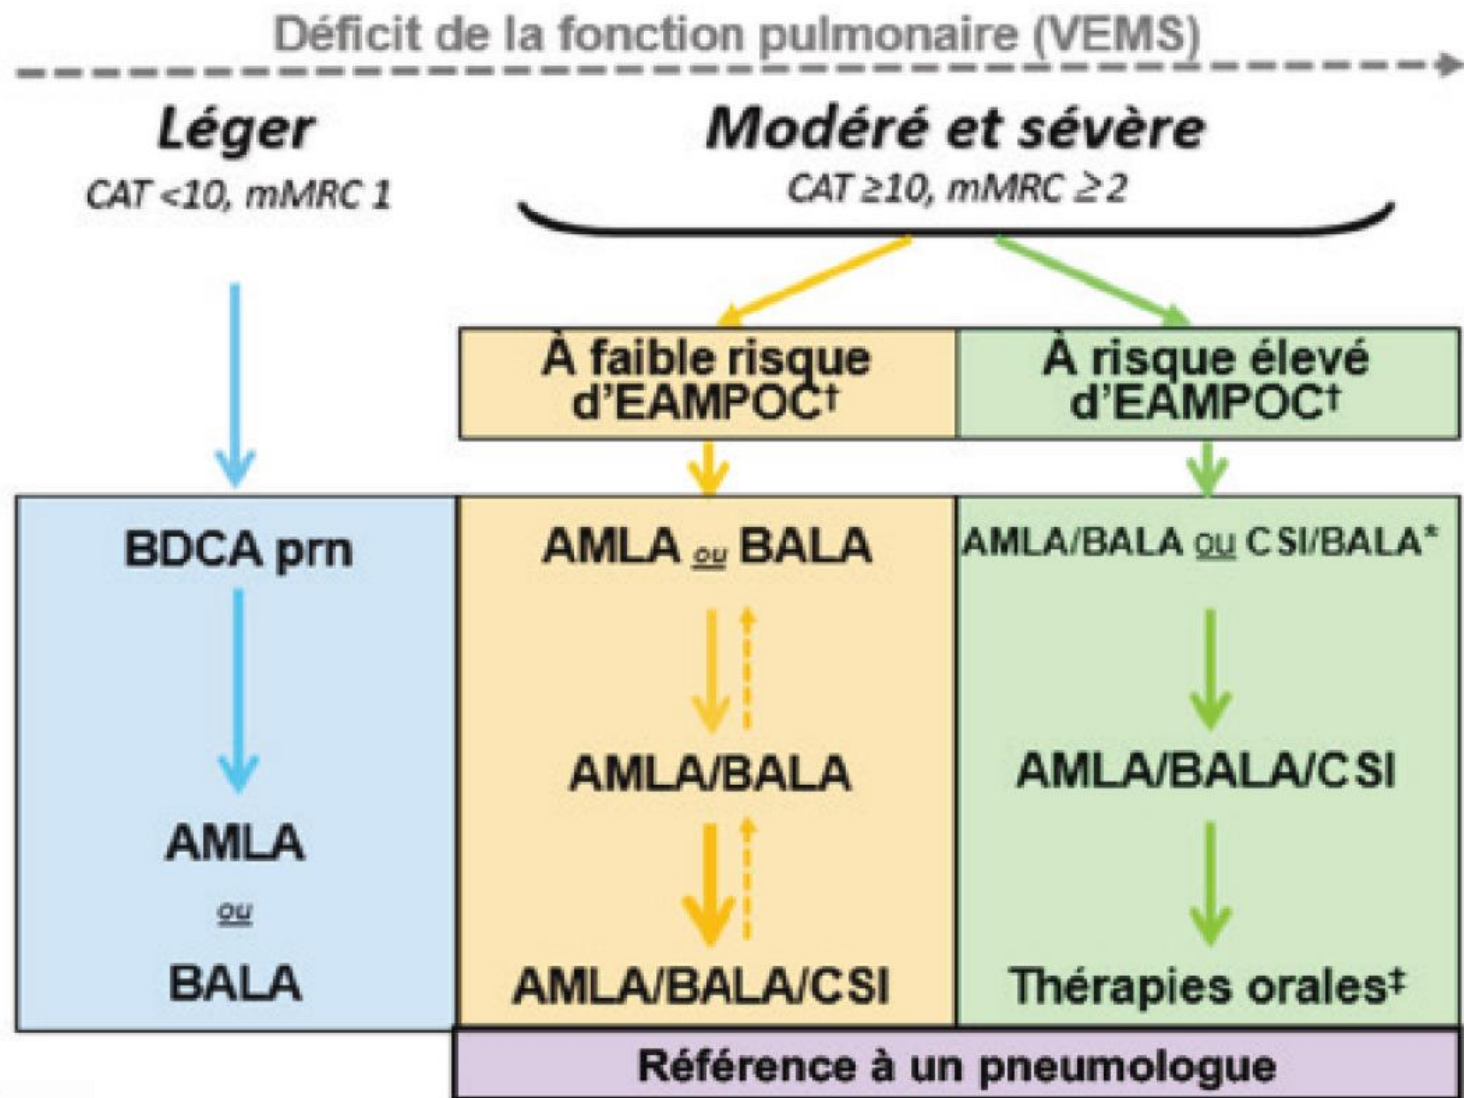 Déficit de la fonction pulmonaire (VEMS)
Léger
CAT <10, mMRC 1
Modéré et sévère
CAT ≥10, mMRC ≥2
À faible risque
d'EAMPOC†
À risque élevé
d'EAMPOC†
BDCA prn
AMLA
ou
BALA
AMLA ou BALA
AMLA/BALA
AMLA/BALA/CSI
AMLA/BALA ou CSI/BALA*
AMLA/BALA/CSI
Thérapies orales‡
Référence à un pneumologue